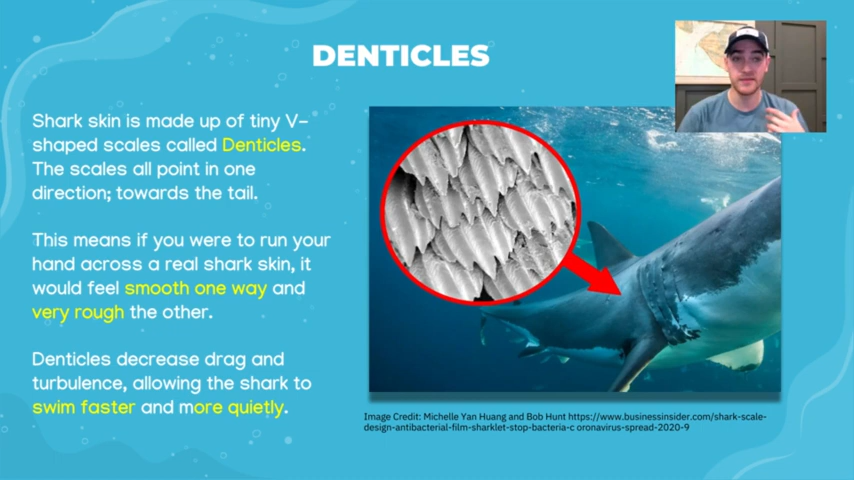 DENTICLES
Shark skin is made up of tiny V-
shaped scales called Denticles.
The scales all point in one
direction; towards the tail.
This means if you were to run your
hand across a real shark skin, it
would feel smooth one way and
very rough the other.
Denticles decrease drag and
turbulence, allowing the shark to
swim faster and more quietly.
Image Credit: Michelle Yan Huang and Bob Hunt https://www.businessinsider.com/shark-scale-
design-antibacterial-film-sharklet-stop-bacteria-c oronavirus-spread-2020-9